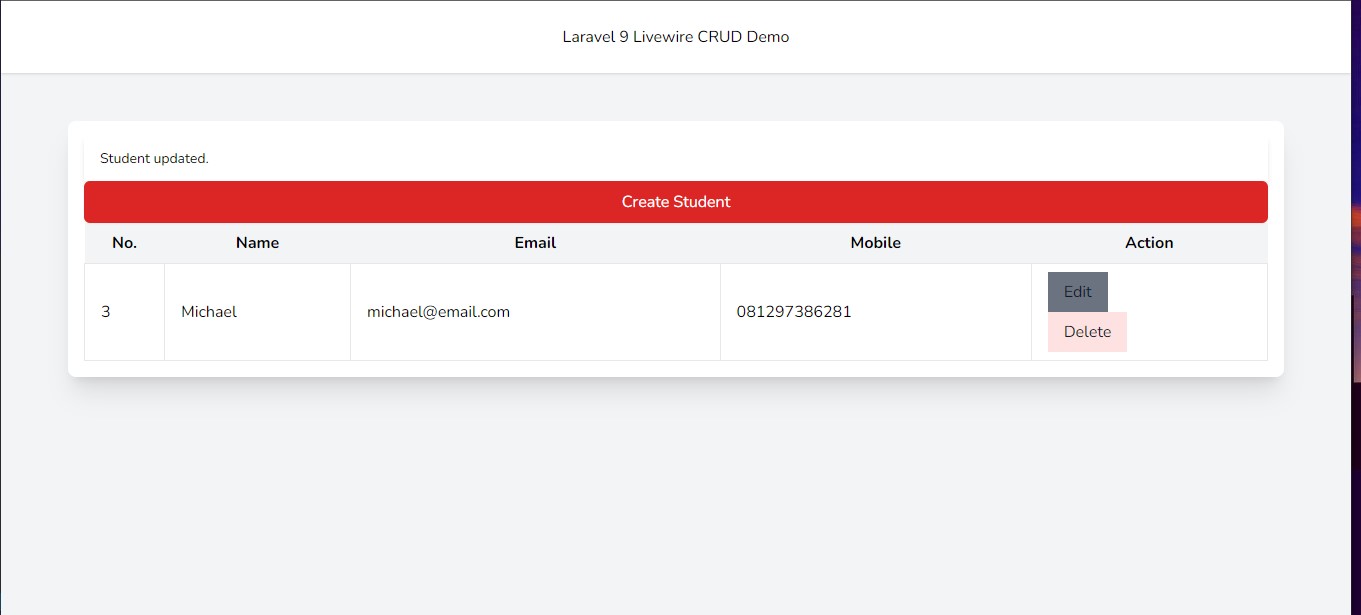 Laravel 9 Livewire CRUD Demo
Student updated.
Create Student
No. Name Email Mobile Action
3 Michael michael@email.com 081297386281 Edit
Delete